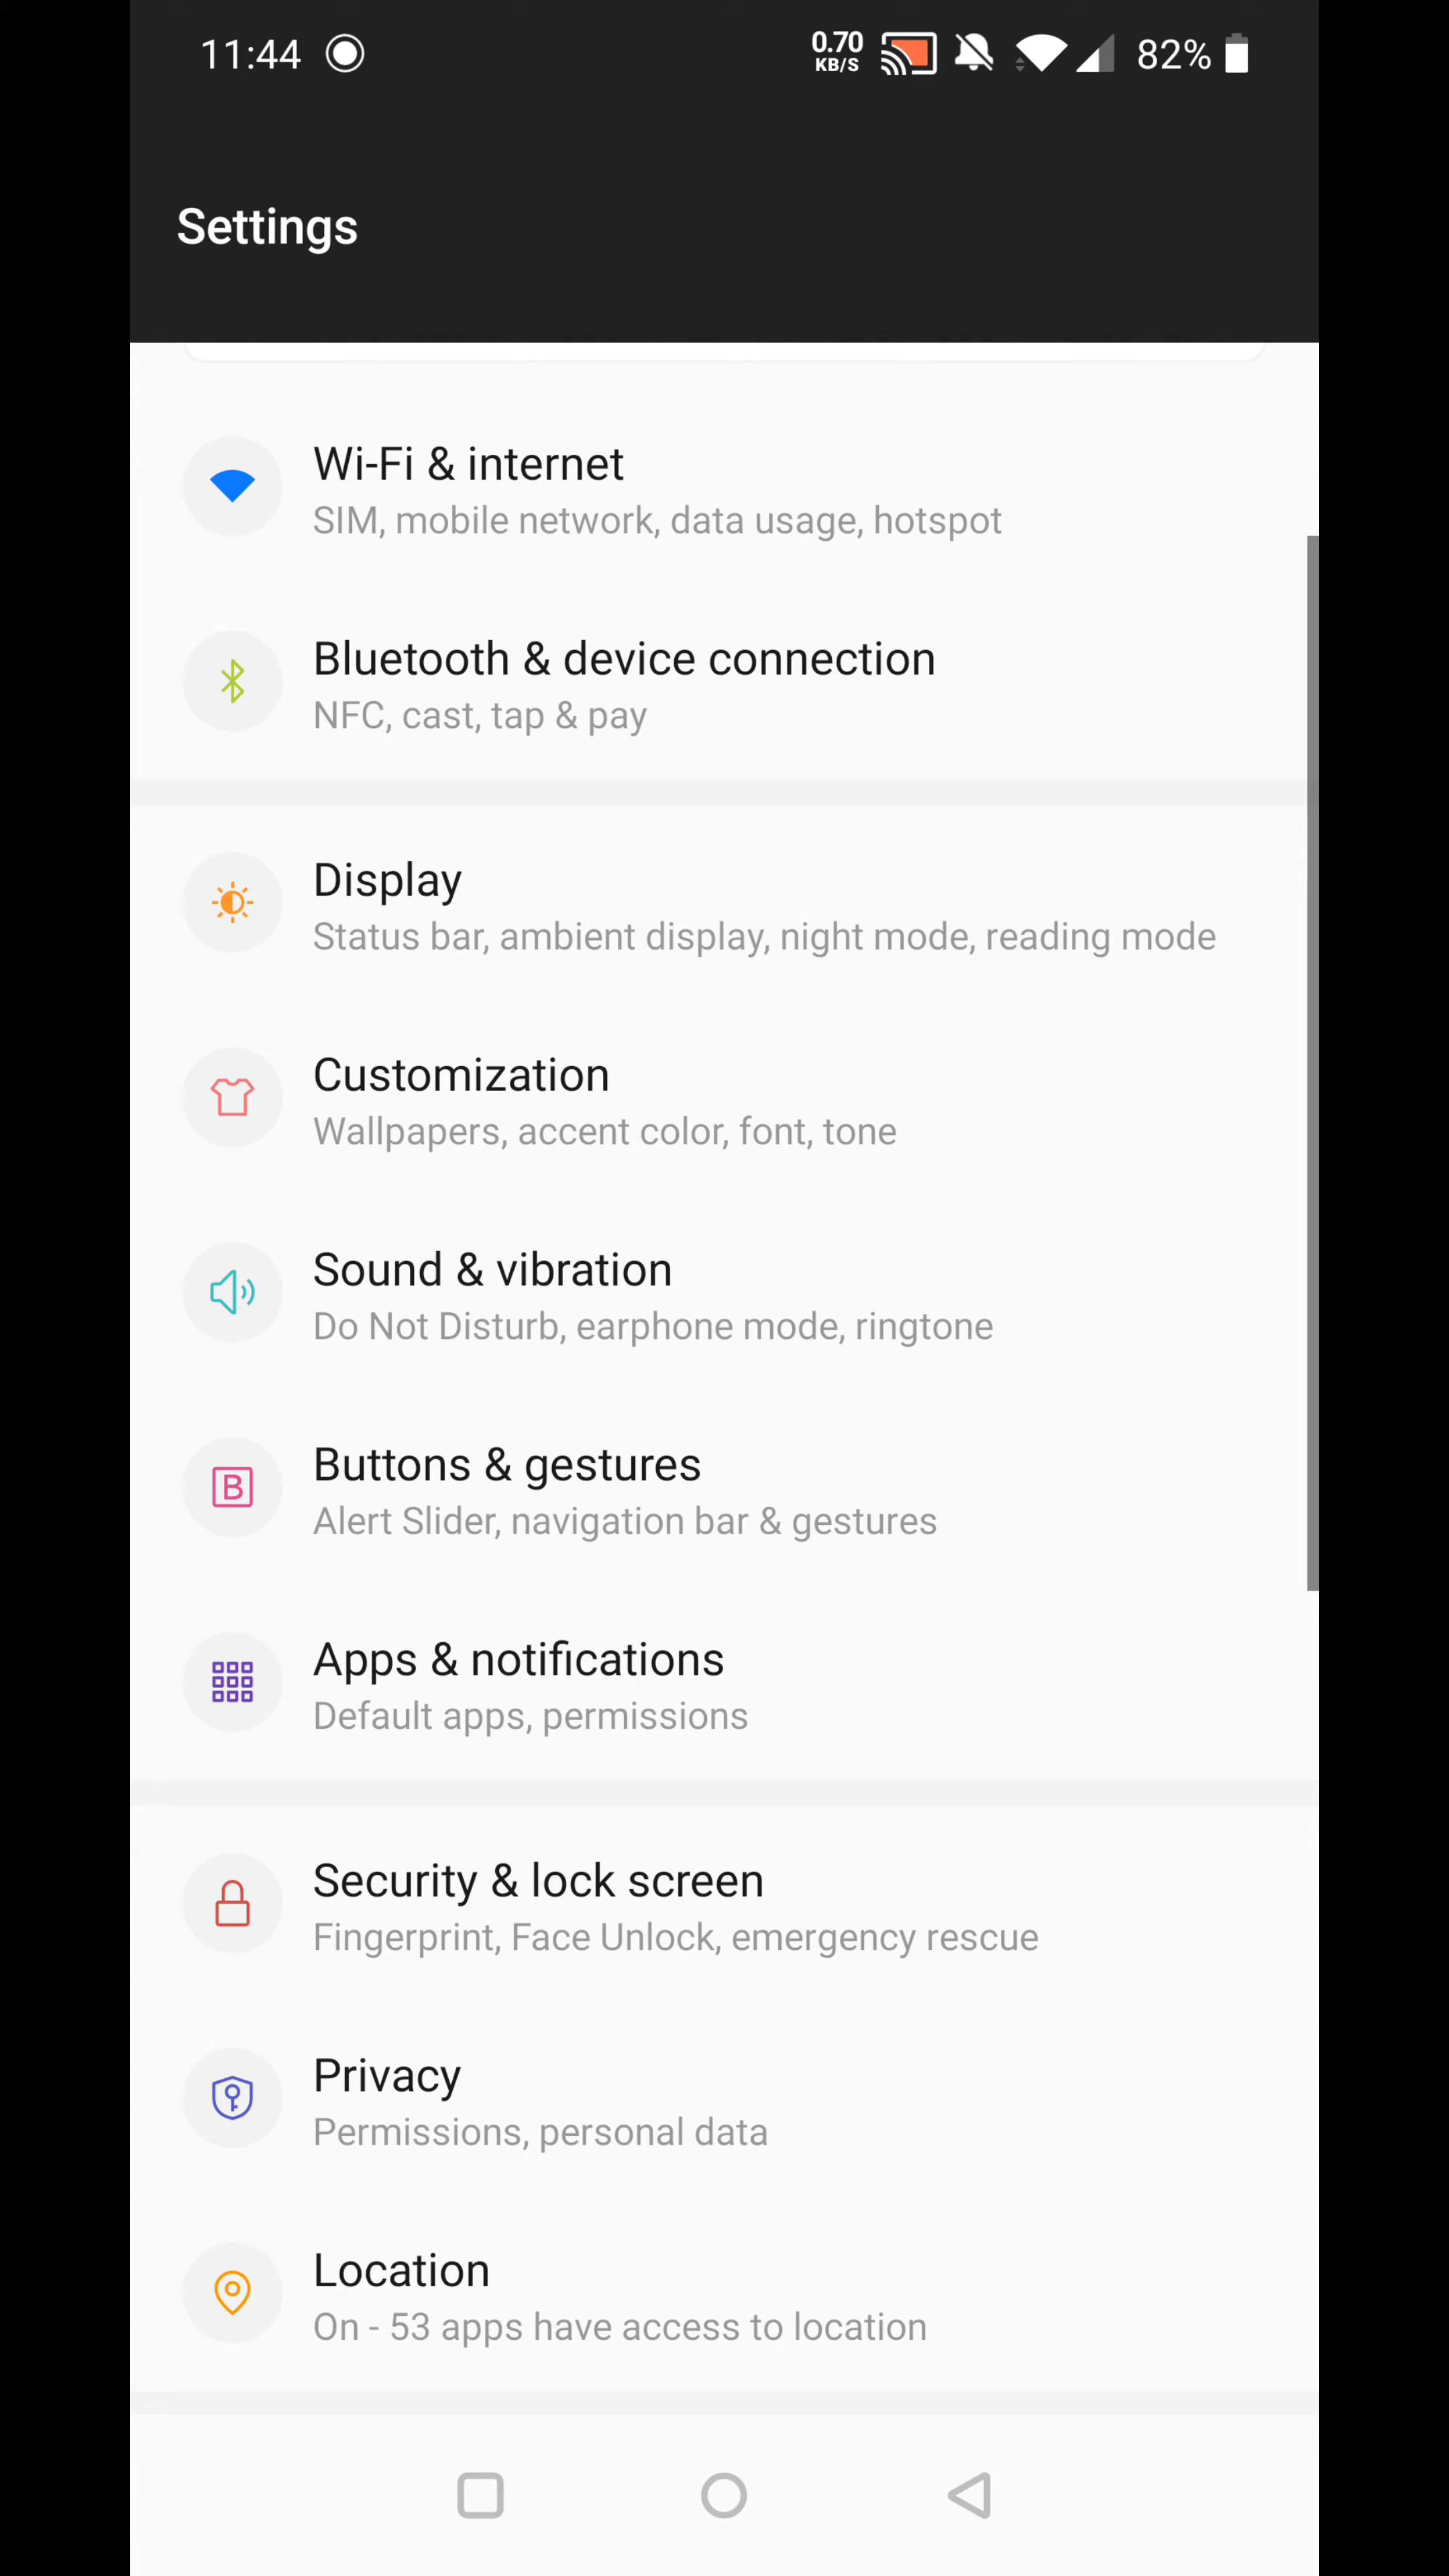 11:44
0.70
KB/S
82%
Settings
Wi-Fi & internet
SIM, mobile network, data usage, hotspot
Bluetooth & device connection
NFC, cast, tap & pay
Display
Status bar, ambient display, night mode, reading mode
Customization
Wallpapers, accent color, font, tone
Sound & vibration
Do Not Disturb, earphone mode, ringtone
B
Buttons & gestures
Alert Slider, navigation bar & gestures
Apps & notifications
Default apps, permissions
Security & lock screen
Fingerprint, Face Unlock, emergency rescue
Privacy
Permissions, personal data
Location
On - 53 apps have access to location